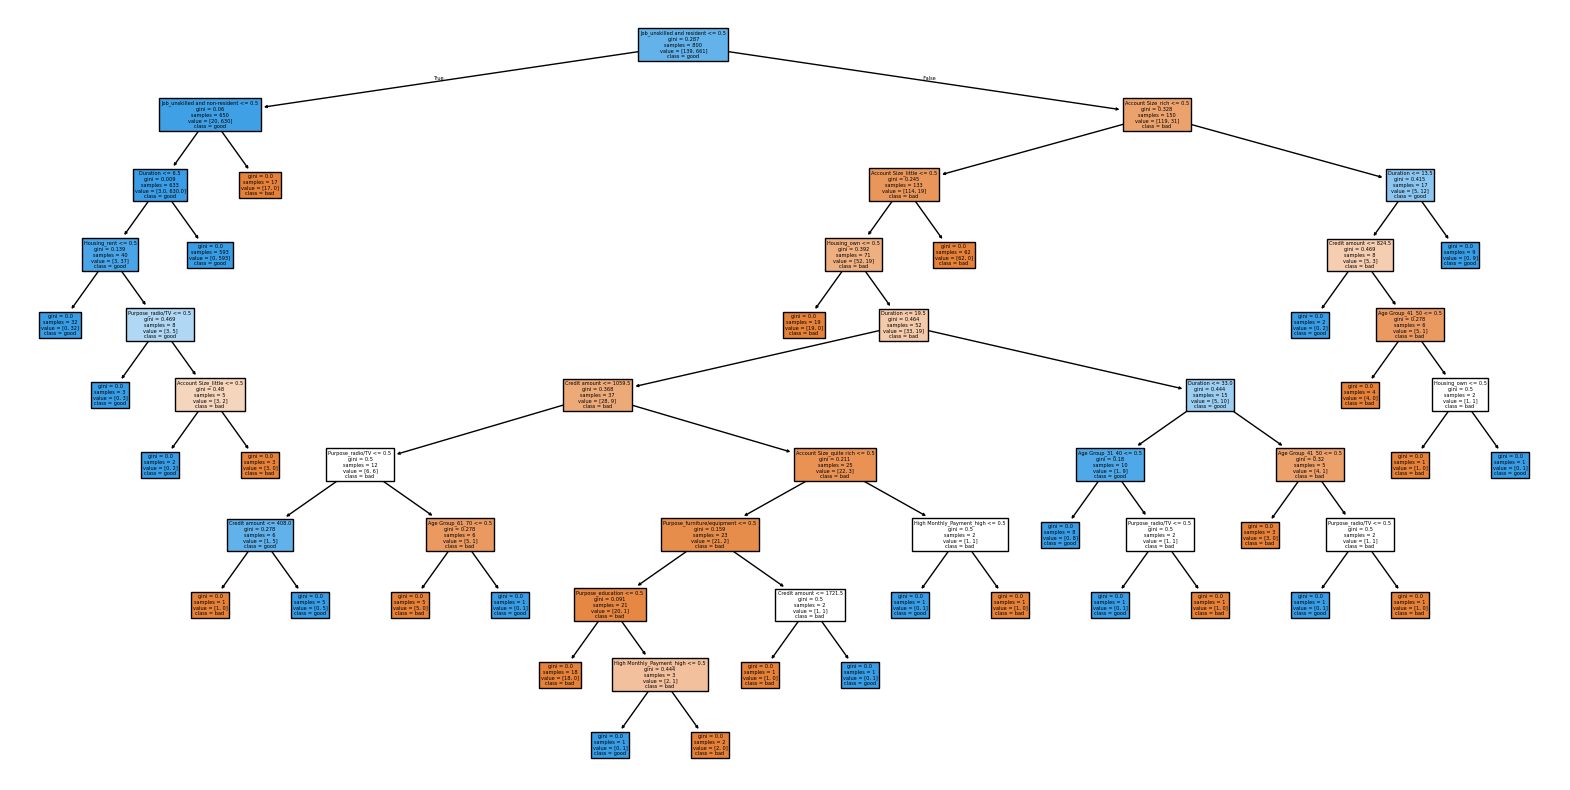 Job_unskilled and resident <= 0.5
gini = 0.287
samples = 800
value = [139, 661]
class = good
True
False
Job_unskilled and non-resident <= 0.5
gini = 0.06
samples = 650
value = [20, 630]
class = good
Account Size_rich <= 0.5
gini = 0.328
samples = 150
value = [119, 31]
class = bad
Duration <= 6.5
gini = 0.009
samples = 633
value = [3.0, 630.0]
class = good
gini = 0.0
samples = 17
value = [17, 0]
class = bad
Account Size_little <= 0.5
gini = 0.245
samples = 133
value = [114, 19]
class = bad
Duration <= 13.5
gini = 0.415
samples = 17
value = [5, 12]
class = good
Housing_rent <= 0.5
gini = 0.139
samples = 40
value = [3, 37]
class = good
gini = 0.0
samples = 593
value = [0, 593]
class = good
Housing_own <= 0.5
gini = 0.392
samples = 71
value = [52, 19]
class = bad
gini = 0.0
samples = 62
value = [62, 0]
class = bad
Credit amount <= 824.5
gini = 0.469
samples = 8
value = [5, 3]
class = bad
gini = 0.0
samples = 9
value = [0, 9]
class = good
gini = 0.0
samples = 32
value = [0, 32]
class = good
Purpose_radio/TV <= 0.5
gini = 0.469
samples = 8
value = [3, 5]
class = good
gini = 0.0
samples = 19
value = [19, 0]
class = bad
Duration <= 19.5
gini = 0.464
samples = 52
value = [33, 19]
class = bad
gini = 0.0
samples = 2
value = [0, 2]
class = good
Age Group_41_50 <= 0.5
gini = 0.278
samples = 6
value = [5, 1]
class = bad
gini = 0.0
samples = 3
value = [0, 3]
class = good
Account Size_little <= 0.5
gini = 0.48
samples = 5
value = [3, 2]
class = bad
Credit amount <= 1059.5
gini = 0.368
samples = 37
value = [28, 9]
class = bad
Duration <= 33.0
gini = 0.444
samples = 15
value = [5, 10]
class = good
gini = 0.0
samples = 4
value = [4, 0]
class = bad
Housing_own <= 0.5
gini = 0.5
samples = 2
value = [1, 1]
class = bad
gini = 0.0
samples = 2
value = [0, 2]
class = good
gini = 0.0
samples = 3
value = [3, 0]
class = bad
Purpose_radio/TV <= 0.5
gini = 0.5
samples = 12
value = [6, 6]
class = bad
Account Size_quite rich <= 0.5
gini = 0.211
samples = 25
value = [22, 3]
class = bad
Age Group_31_40 <= 0.5
gini = 0.18
samples = 10
value = [1, 9]
class = good
Age Group_41_50 <= 0.5
gini = 0.32
samples = 5
value = [4, 1]
class = bad
gini = 0.0
samples = 1
value = [1, 0]
class = bad
gini = 0.0
samples = 1
value = [0, 1]
class = good
Credit amount <= 408.0
gini = 0.278
samples = 6
value = [1, 5]
class = good
Age Group_61_70 <= 0.5
gini = 0.278
samples = 6
value = [5, 1]
class = bad
Purpose_furniture/equipment <= 0.5
gini = 0.159
samples = 23
value = [21, 2]
class = bad
High Monthly_Payment_high <= 0.5
gini = 0.5
samples = 2
value = [1, 1]
class = bad
gini = 0.0
samples = 8
value = [0, 8]
class = good
Purpose_radio/TV <= 0.5
gini = 0.5
samples = 2
value = [1, 1]
class = bad
gini = 0.0
samples = 3
value = [3, 0]
class = bad
Purpose_radio/TV <= 0.5
gini = 0.5
samples = 2
value = [1, 1]
class = bad
gini = 0.0
samples = 1
value = [1, 0]
class = bad
gini = 0.0
samples = 5
value = [0, 5]
class = good
gini = 0.0
samples = 5
value = [5, 0]
class = bad
gini = 0.0
samples = 1
value = [0, 1]
class = good
Purpose_education <= 0.5
gini = 0.091
samples = 21
value = [20, 1]
class = bad
Credit amount <= 1721.5
gini = 0.5
samples = 2
value = [1, 1]
class = bad
gini = 0.0
samples = 1
value = [0, 1]
class = good
gini = 0.0
samples = 1
value = [1, 0]
class = bad
gini = 0.0
samples = 1
value = [0, 1]
class = good
gini = 0.0
samples = 1
value = [1, 0]
class = bad
gini = 0.0
samples = 1
value = [0, 1]
class = good
gini = 0.0
samples = 1
value = [1, 0]
class = bad
gini = 0.0
samples = 18
value = [18, 0]
class = bad
High Monthly_Payment_high <= 0.5
gini = 0.444
samples = 3
value = [2, 1]
class = bad
gini = 0.0
samples = 1
value = [1, 0]
class = bad
gini = 0.0
samples = 1
value = [0, 1]
class = good
gini = 0.0
samples = 1
value = [0, 1]
class = good
gini = 0.0
samples = 2
value = [2, 0]
class = bad